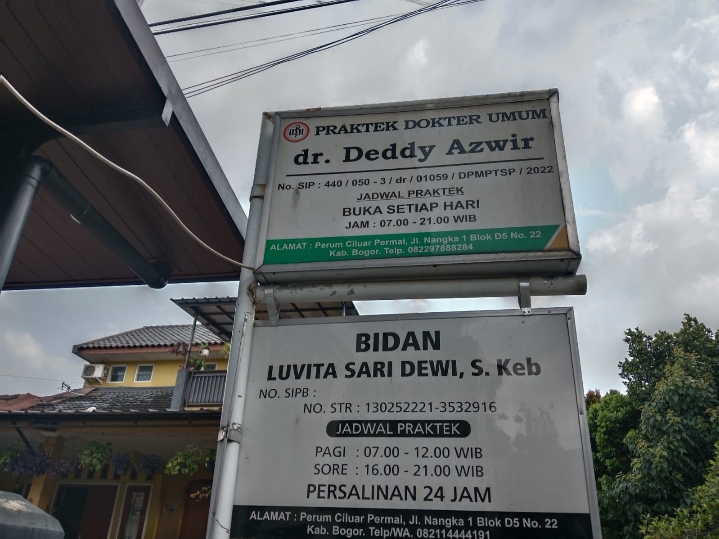 PRAKTEK DOKTER UMUM
dr. Deddy Azwir
No. SIP : 440 / 050 - 3 / dr / 01059 / DPMPTSP / 2022
JADWAL PRAKTEK
BUKA SETIAP HARI
JAM : 07.00 - 21.00 WIB
ALAMAT : Perum Ciluar Permai, Jl. Nangka 1 Blok D5 No. 22
Kab. Bogor. Telp. 082297888284
BIDAN
LUVITA SARI DEWI, S. Keb
NO. SIPB :
NO. STR : 130252221-3532916
JADWAL PRAKTEK
PAGI : 07.00 - 12.00 WIB
SORE : 16.00 - 21.00 WIB
PERSALINAN 24 JAM
ALAMAT : Perum Ciluar Permai, Jl. Nangka 1 Blok D5 No. 22
Kab. Bogor. Telp/WA. 082114444191